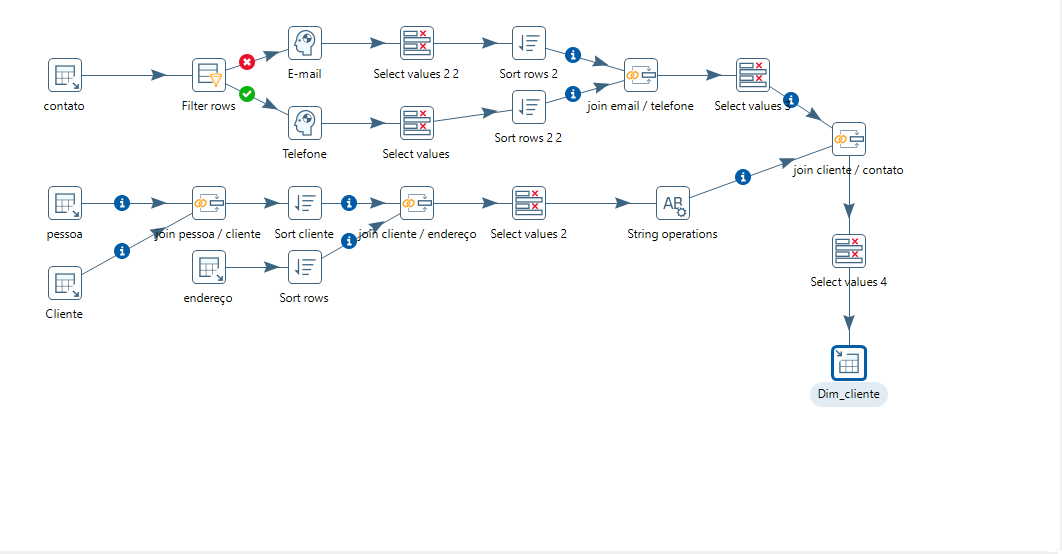 E-mail
Select values 2 2
Sort rows 2
contato
Filter rows
join email / telefone
Select values 3
Telefone
Select values
Sort rows 2 2
join cliente / contato
pessoa
join pessoa / cliente
Sort cliente
join cliente / endereço
Select values 2
AB
String operations
Cliente
endereço
Sort rows
Select values 4
Dim_cliente